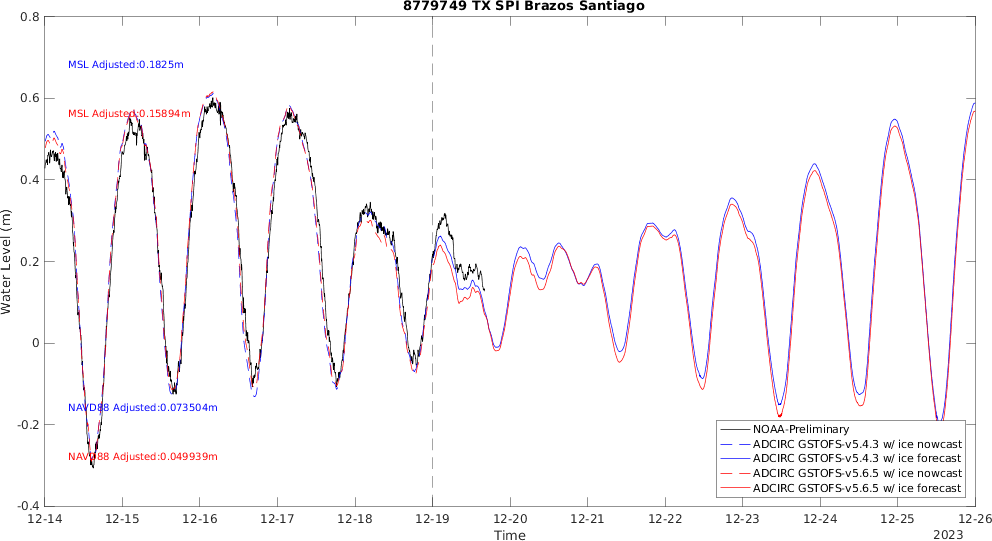 8779749 TX SPI Brazos Santiago
0.8
0.6
0.4
0.2
0
-0.2
-0.4
Water Level (m)
MSL Adjusted:0.1825m
MSL Adjusted:0.15894m
NAVD88 Adjusted:0.073504m
NAVD88 Adjusted:0.049939m
NOAA-Preliminary
ADCIRC GSTOFS-v5.4.3 w/ ice nowcast
ADCIRC GSTOFS-v5.4.3 w/ ice forecast
ADCIRC GSTOFS-v5.6.5 w/ ice nowcast
ADCIRC GSTOFS-v5.6.5 w/ ice forecast
12-14 12-15 12-16 12-17 12-18 12-19 12-20 12-21 12-22 12-23 12-24 12-25 12-26
Time
2023